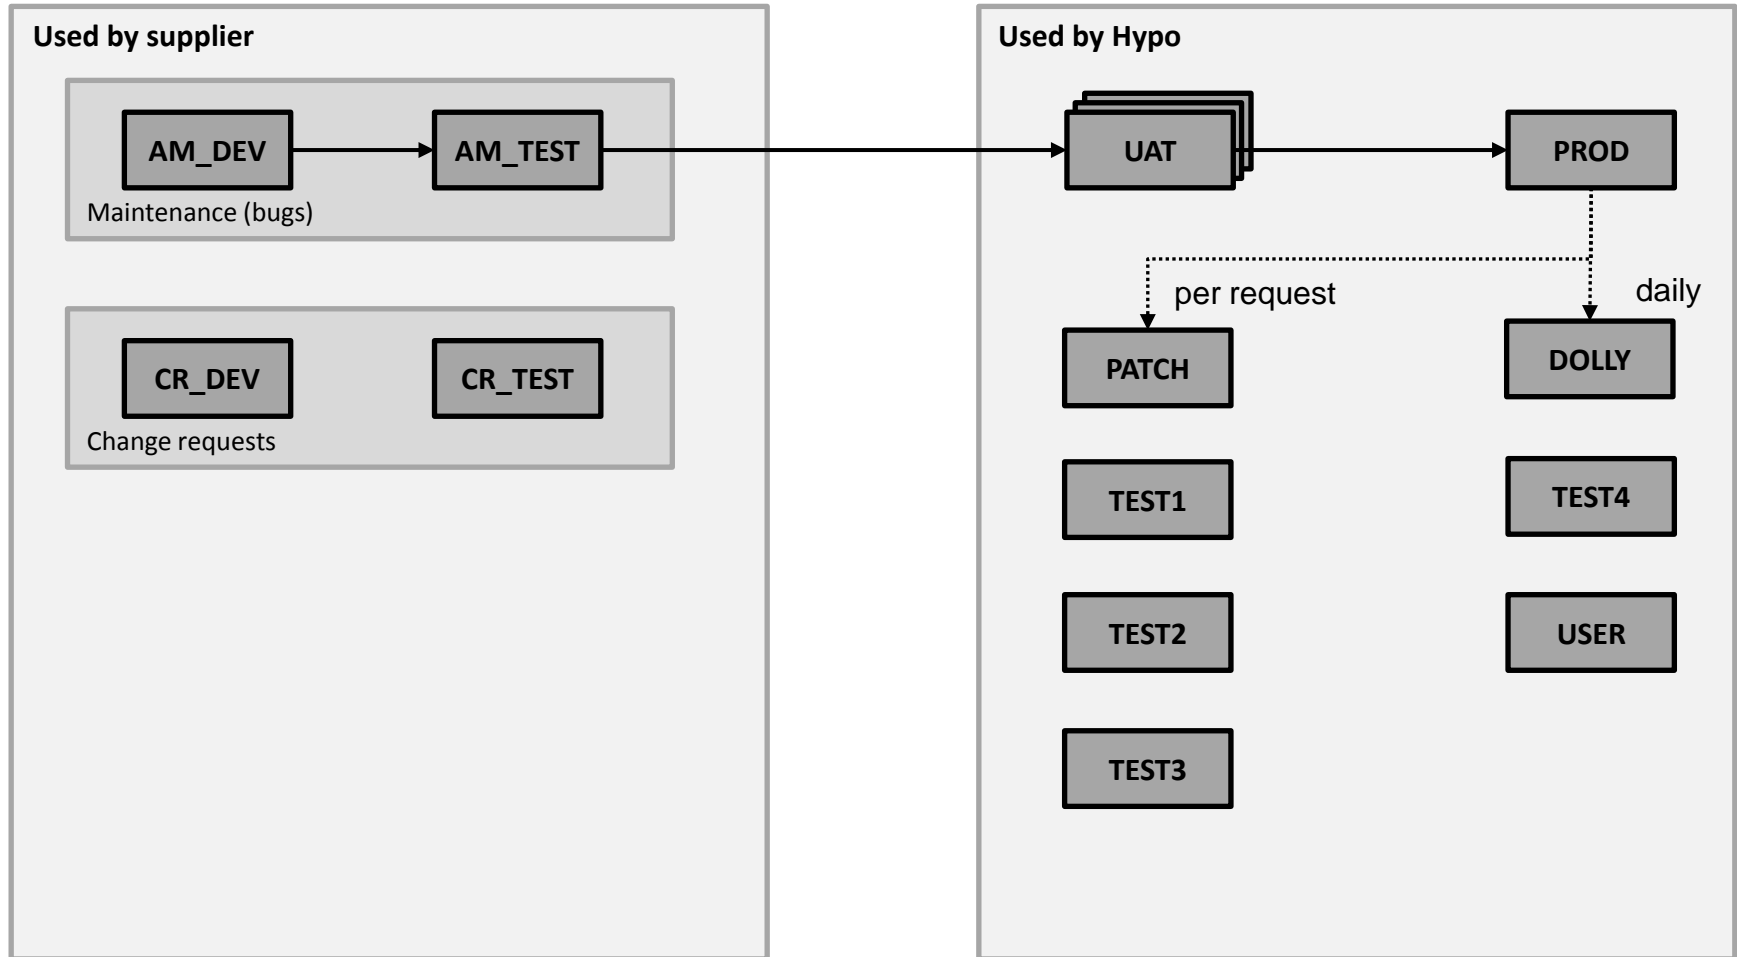 Used by supplier
AM_DEV
AM_TEST
Maintenance (bugs)
CR_DEV
CR_TEST
Change requests
Used by Hypo
UAT
PROD
per request
daily
PATCH
DOLLY
TEST1
TEST4
TEST2
USER
TEST3